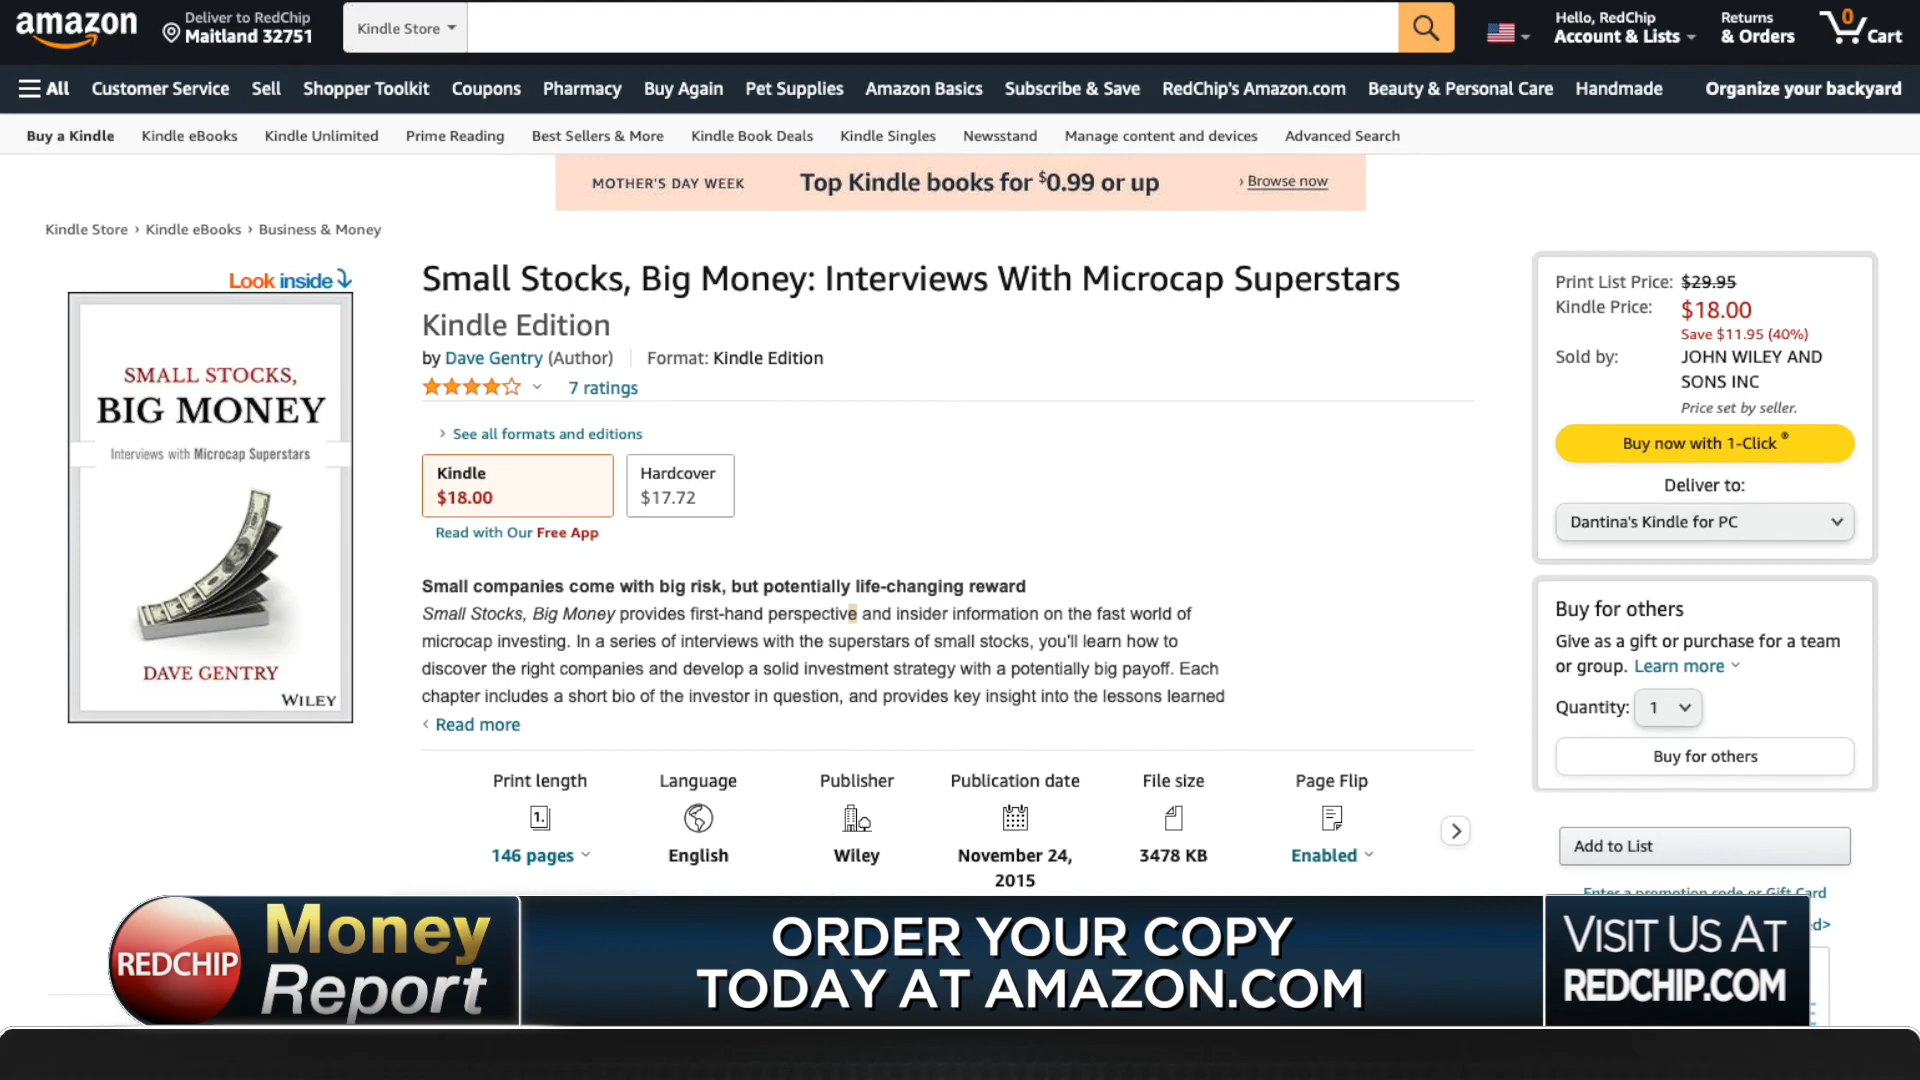 amazon
Deliver to RedChip
Maitland 32751
Kindle Store
Hello, RedChip
Account & Lists
Returns
& Orders
0
Cart
All
Customer Service
Sell
Shopper Toolkit
Coupons
Pharmacy
Buy Again
Pet Supplies
Amazon Basics
Subscribe & Save
RedChip's Amazon.com
Beauty & Personal Care
Handmade
Organize your backyard
Buy a Kindle
Kindle eBooks
Kindle Unlimited
Prime Reading
Best Sellers & More
Kindle Book Deals
Kindle Singles
Newsstand
Manage content and devices
Advanced Search
MOTHER'S DAY WEEK
Top Kindle books for $0.99 or up
› Browse now
Kindle Store › Kindle eBooks › Business & Money
Look inside
SMALL STOCKS,
BIG MONEY
Interviews with Microcap Superstars
DAVE GENTRY
WILEY
Small Stocks, Big Money: Interviews With Microcap Superstars
Kindle Edition
by Dave Gentry (Author)
Format: Kindle Edition
7 ratings
› See all formats and editions
Kindle
$18.00
Hardcover
$17.72
Read with Our Free App
Small companies come with big risk, but potentially life-changing reward
Small Stocks, Big Money provides first-hand perspective and insider information on the fast world of
microcap investing. In a series of interviews with the superstars of small stocks, you'll learn how to
discover the right companies and develop a solid investment strategy with a potentially big payoff. Each
chapter includes a short bio of the investor in question, and provides key insight into the lessons learned
‹ Read more
Print length
1.
146 pages
Language
English
Publisher
Wiley
Publication date
November 24,
2015
File size
3478 KB
Page Flip
Enabled
Print List Price: $29.95
Kindle Price: $18.00
Save $11.95 (40%)
Sold by: JOHN WILEY AND
SONS INC
Price set by seller.
Buy now with 1-Click ®
Deliver to:
Dantina's Kindle for PC
Buy for others
Give as a gift or purchase for a team
or group. Learn more
Quantity: 1
Buy for others
Add to List
Enter a promotion code or Gift Card
d>
REDCHIP
Money
Report
ORDER YOUR COPY
TODAY AT AMAZON.COM
VISIT US AT
REDCHIP.COM